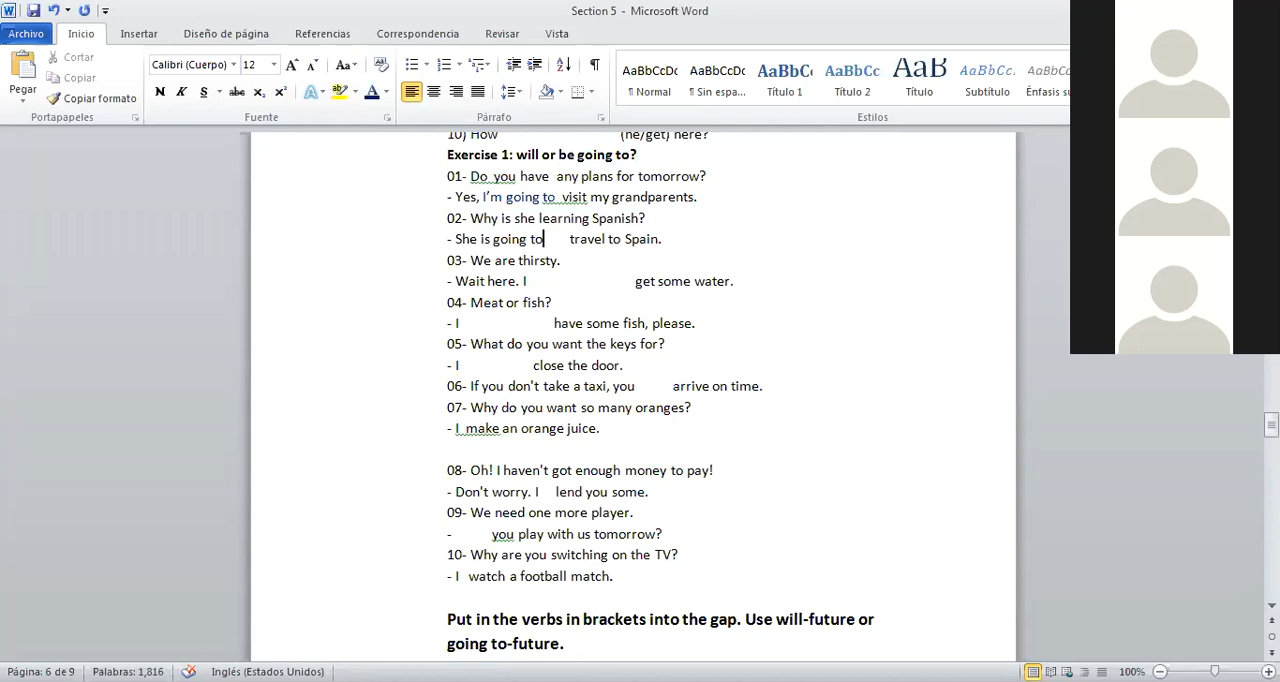 Section 5 - Microsoft Word
Archivo Inicio Insertar Diseño de página Referencias Correspondencia Revisar Vista
Pegar
Cortar
Copiar
Copiar formato
Portapapeles
Calibri (Cuerpo) 12
Fuente
Párrafo
AaBbCcDc AaBbCcDc AaBbC AaBbCc AaB AaBbCc AaBbCc
¶ Normal ¶ Sin espa... Título 1 Título 2 Título Subtítulo Énfasis su
Estilos
10) How (he/get) here?
Exercise 1: will or be going to?
01- Do you have any plans for tomorrow?
- Yes, I'm going to visit my grandparents.
02- Why is she learning Spanish?
- She is going to travel to Spain.
03- We are thirsty.
- Wait here. I get some water.
04- Meat or fish?
- I have some fish, please.
05- What do you want the keys for?
- I close the door.
06- If you don't take a taxi, you arrive on time.
07- Why do you want so many oranges?
- I make an orange juice.
08- Oh! I haven't got enough money to pay!
- Don't worry. I lend you some.
09- We need one more player.
- you play with us tomorrow?
10- Why are you switching on the TV?
- I watch a football match.
Put in the verbs in brackets into the gap. Use will-future or
going to-future.
Página: 6 de 9 Palabras: 1,816 Inglés (Estados Unidos) 100%